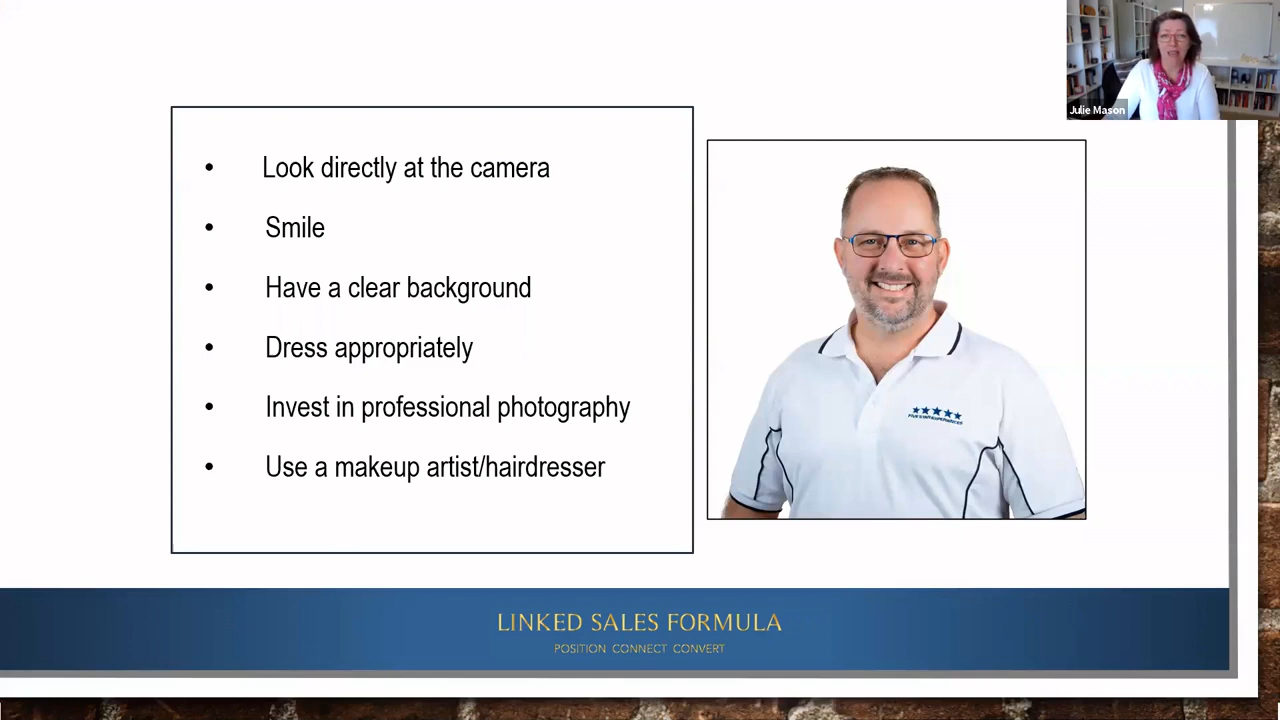 Julie Mason
• Look directly at the camera
• Smile
• Have a clear background
• Dress appropriately
• Invest in professional photography
• Use a makeup artist/hairdresser
FIVESTAREXPERIENCES
LINKED SALES FORMULA
POSITION CONNECT CONVERT